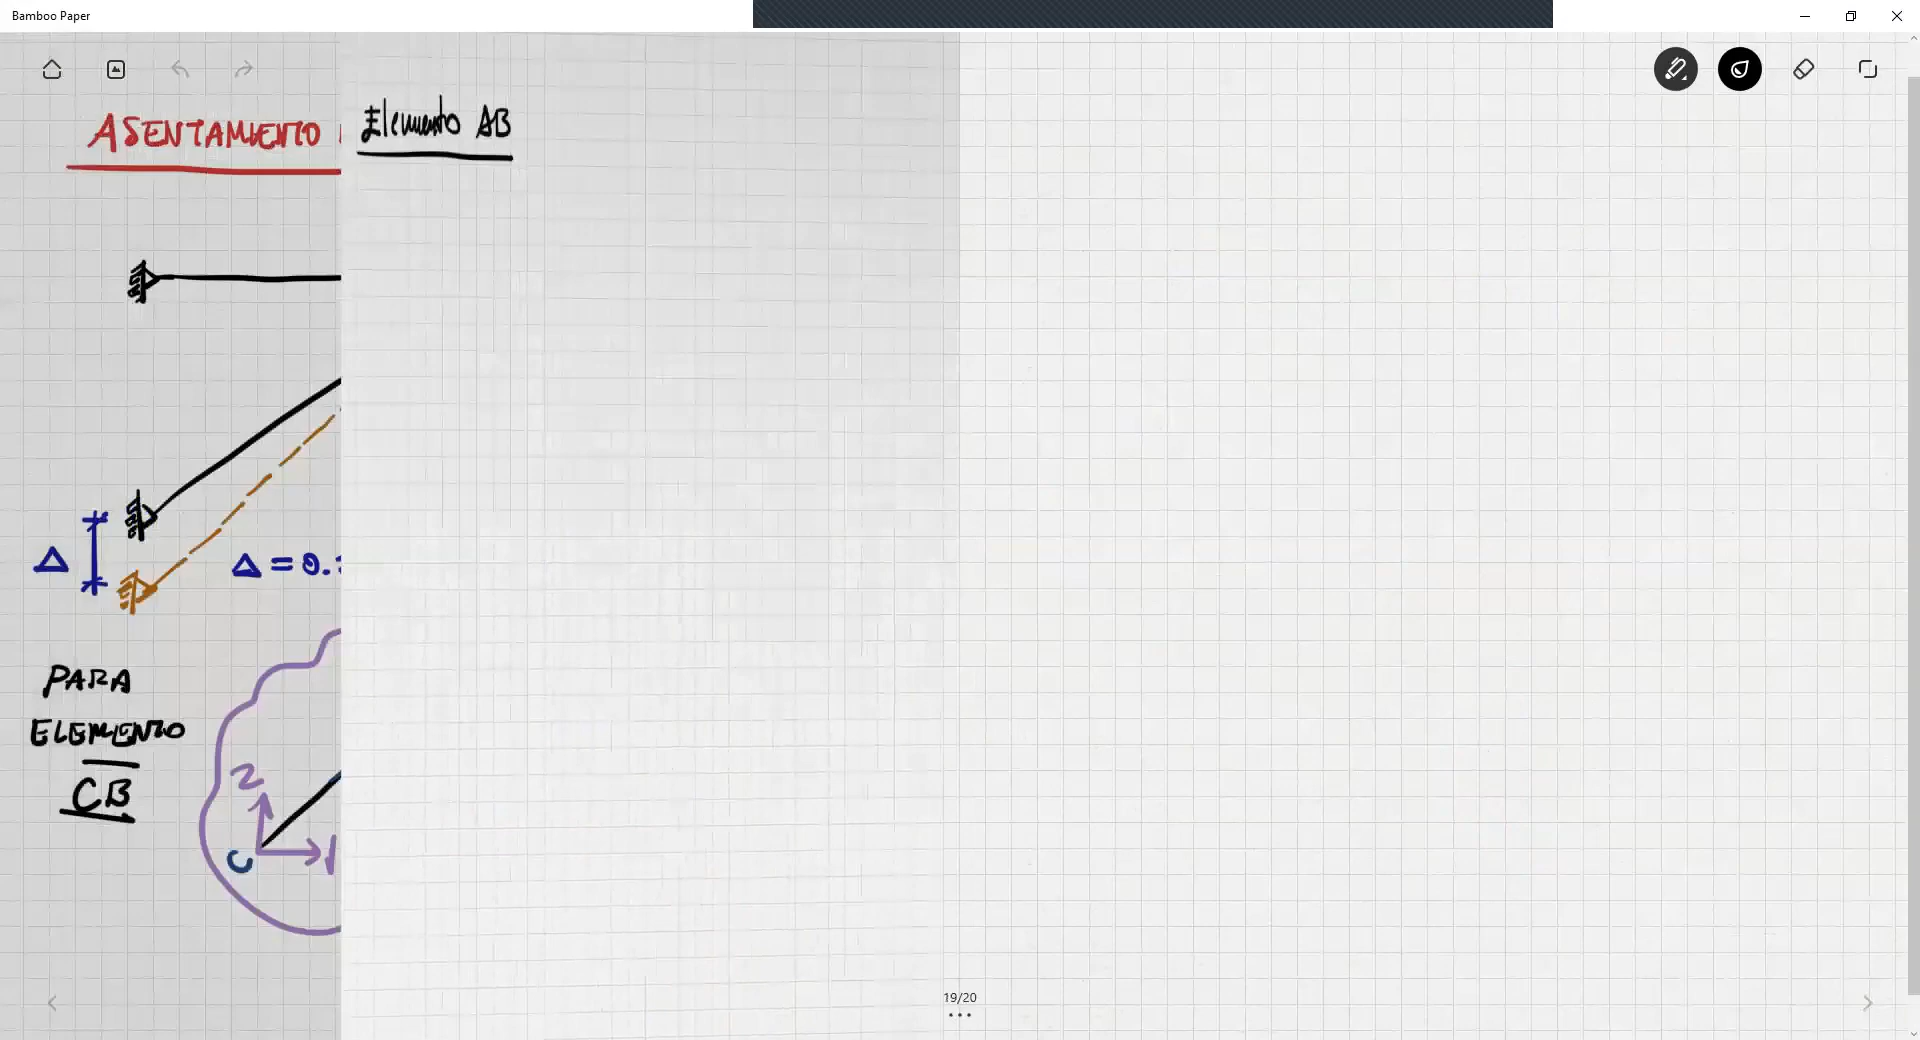 Bamboo Paper
ASENTAMIENTO
Elemento AB
Δ
Δ = 0.
PARA
ELEMENTO
CB
2
C
19/20